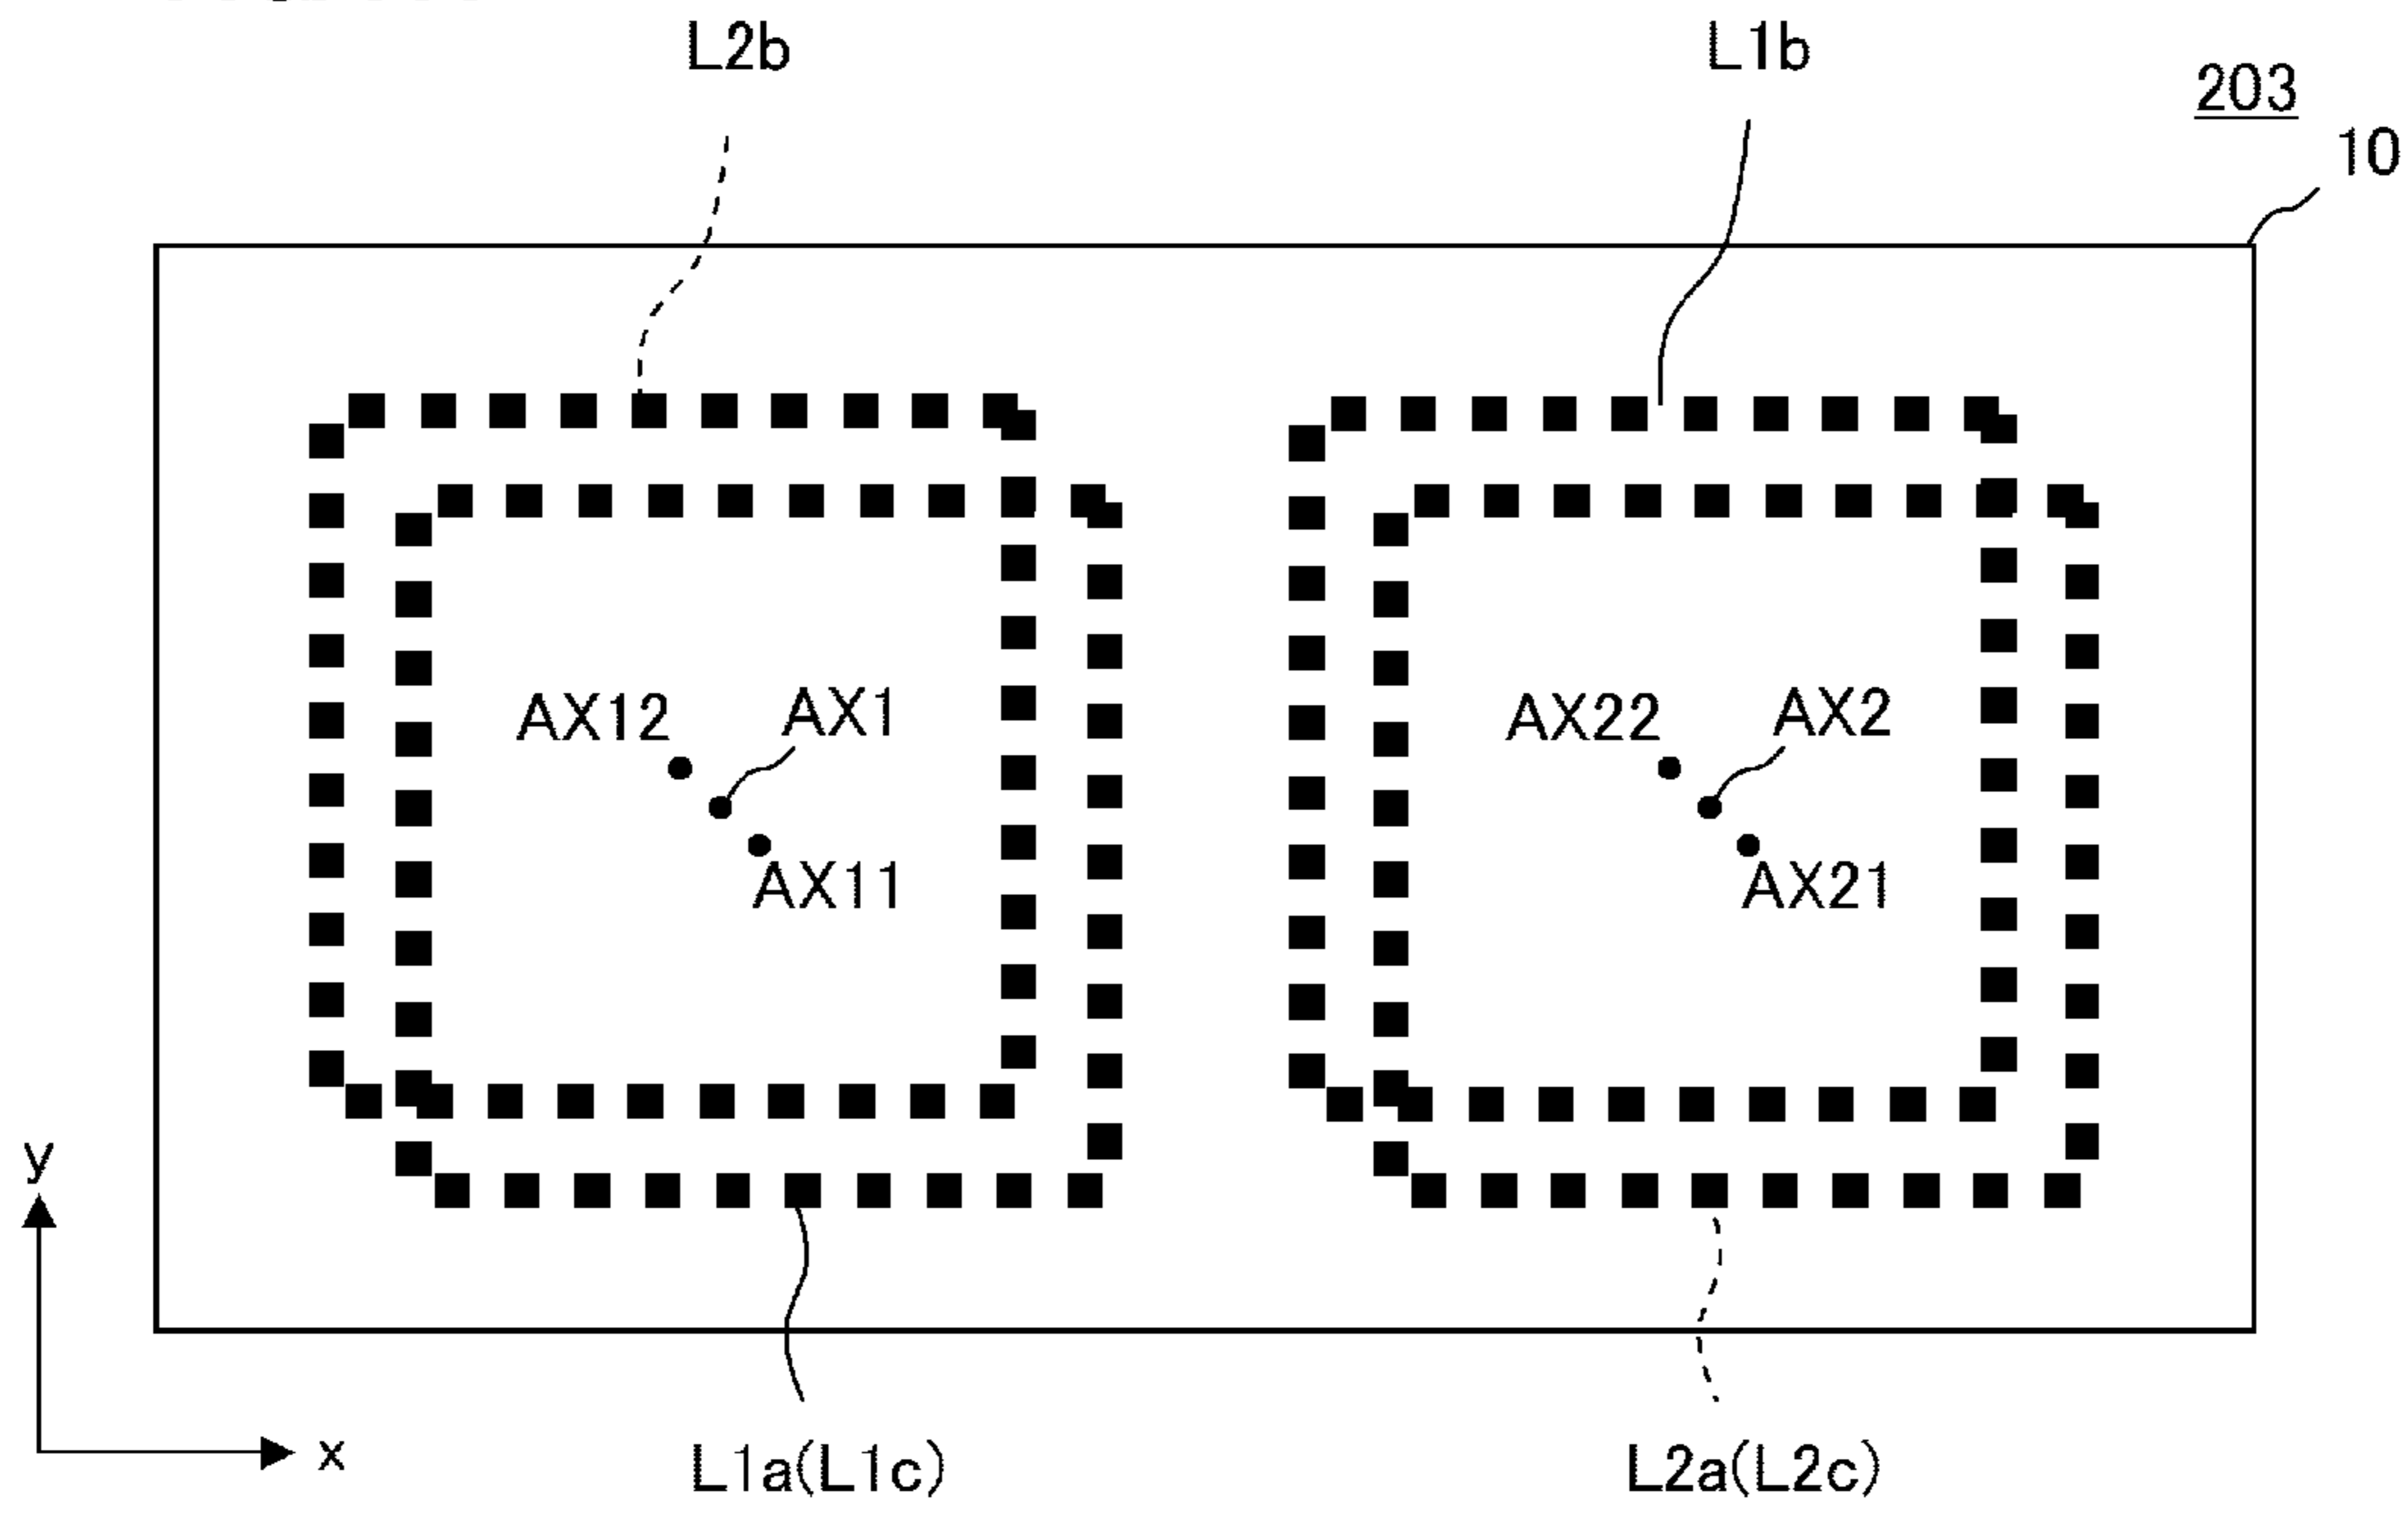 L2b
L1b
203
10
AX12
AX1
AX22
AX2
AX11
AX21
y
x
L1a(L1c)
L2a(L2c)